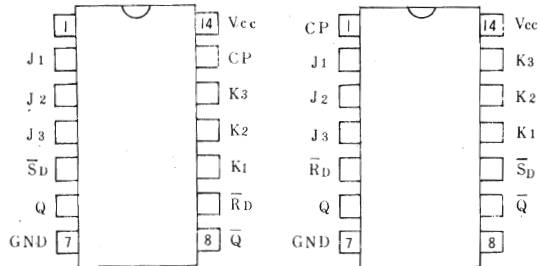 1 14 Vcc
J1 CP
J2 K3
J3 K2
S̅D K1
Q R̅D
GND 7 8 Q̅
CP 1 14 Vcc
J1 K3
J2 K2
J3 K1
R̅D S̅D
Q Q̅
GND 7 8